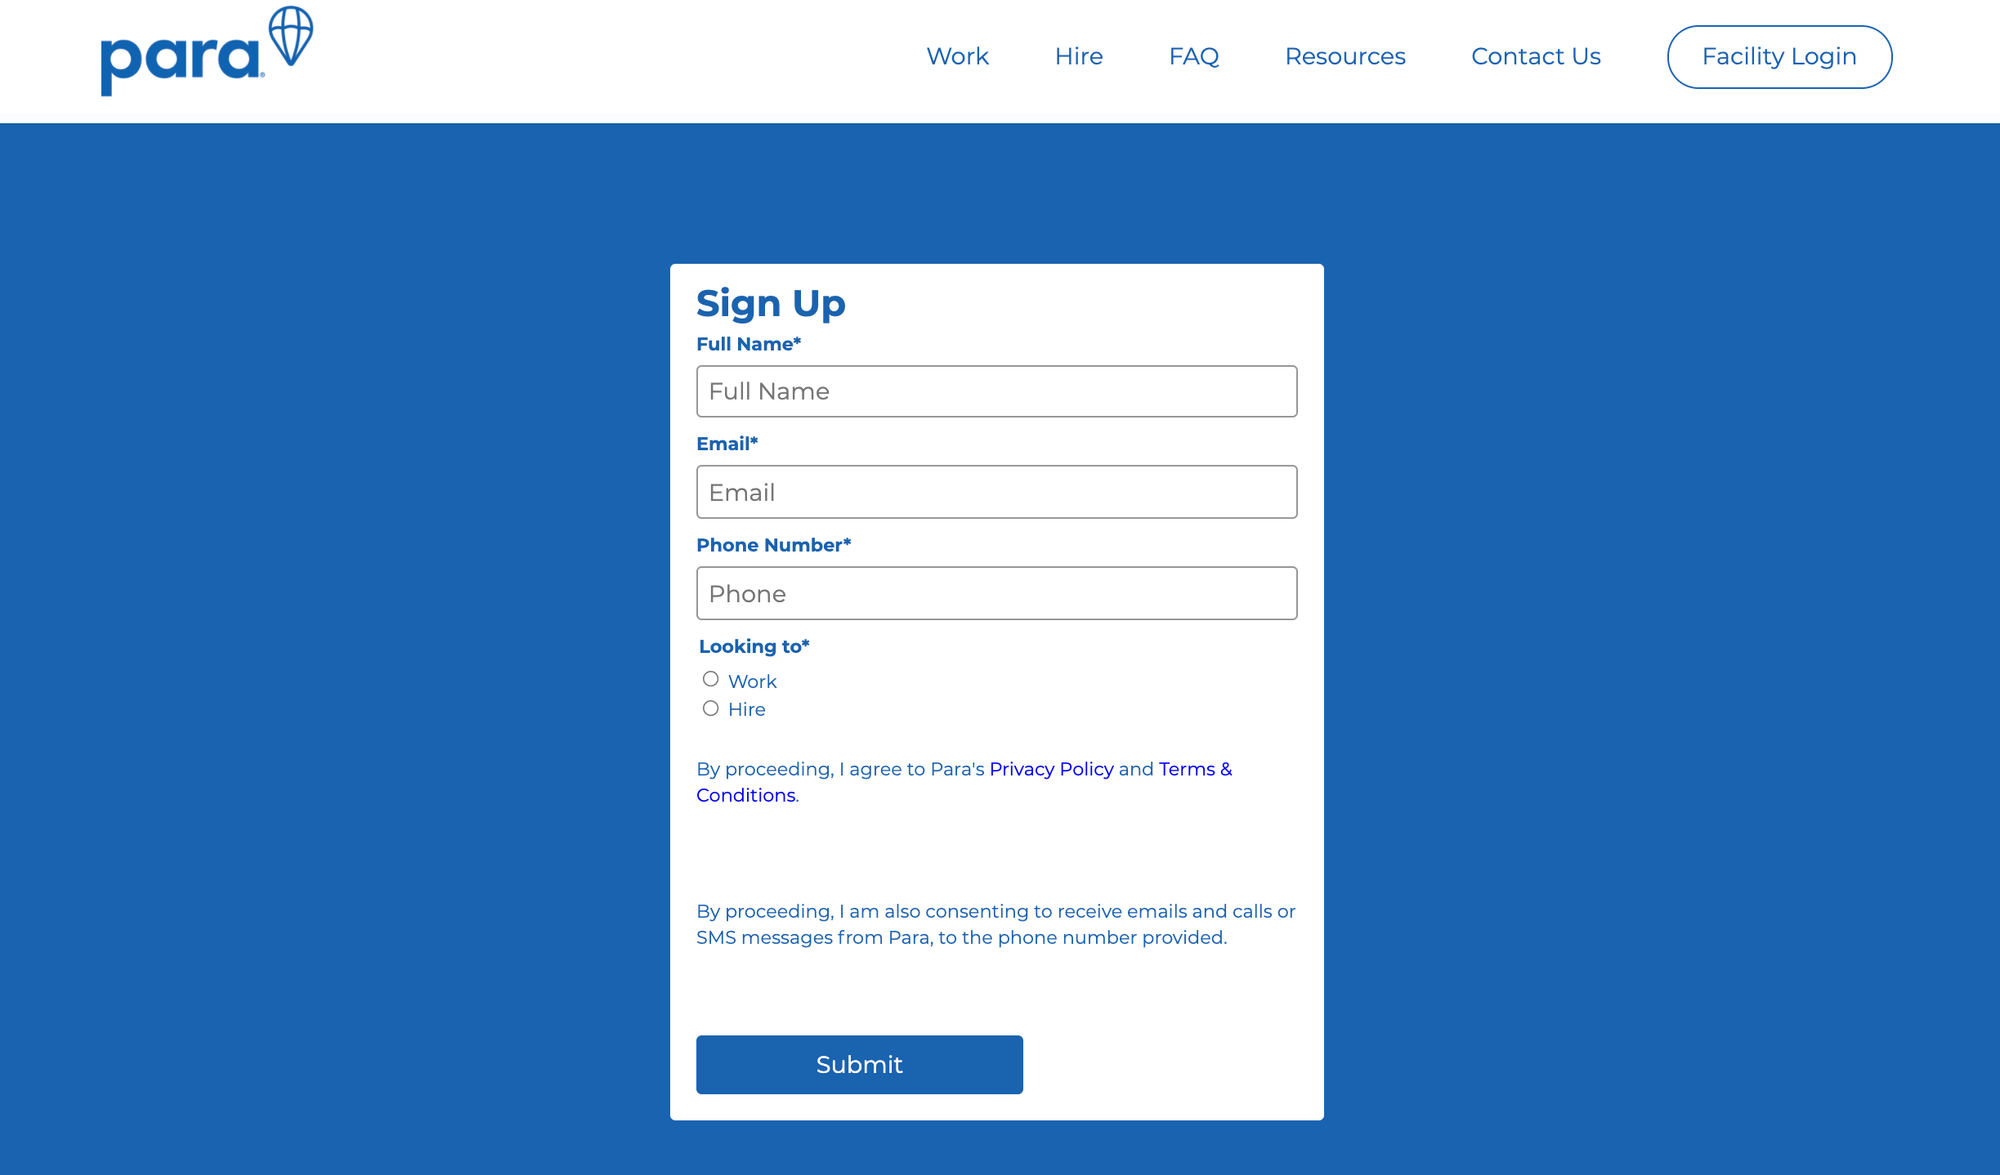 para
Work Hire FAQ Resources Contact Us Facility Login
Sign Up
Full Name*
Full Name
Email*
Email
Phone Number*
Phone
Looking to*
Work
Hire
By proceeding, I agree to Para's Privacy Policy and Terms &
Conditions.
By proceeding, I am also consenting to receive emails and calls or
SMS messages from Para, to the phone number provided.
Submit